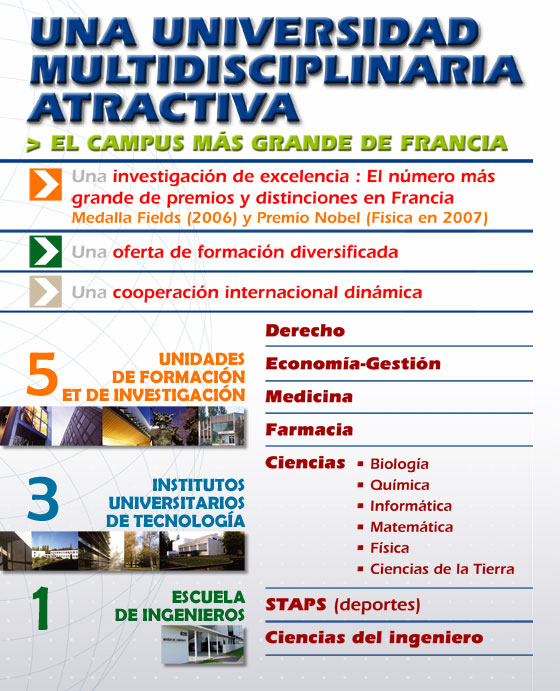 UNA UNIVERSIDAD
MULTIDISCIPLINARIA
ATRACTIVA
> EL CAMPUS MÁS GRANDE DE FRANCIA
Una investigación de excelencia : El número más
grande de premios y distinciones en Francia
Medalla Fields (2006) y Premio Nobel (Fisica en 2007)
Una oferta de formación diversificada
Una cooperación internacional dinámica
5 UNIDADES
DE FORMACIÓN
ET DE INVESTIGACIÓN
3 INSTITUTOS
UNIVERSITARIOS
DE TECNOLOGÍA
1 ESCUELA
DE INGENIEROS
Derecho
Economía-Gestión
Medicina
Farmacia
Ciencias ▪ Biología
▪ Química
▪ Informática
▪ Matemática
▪ Física
▪ Ciencias de la Tierra
STAPS (deportes)
Ciencias del ingeniero